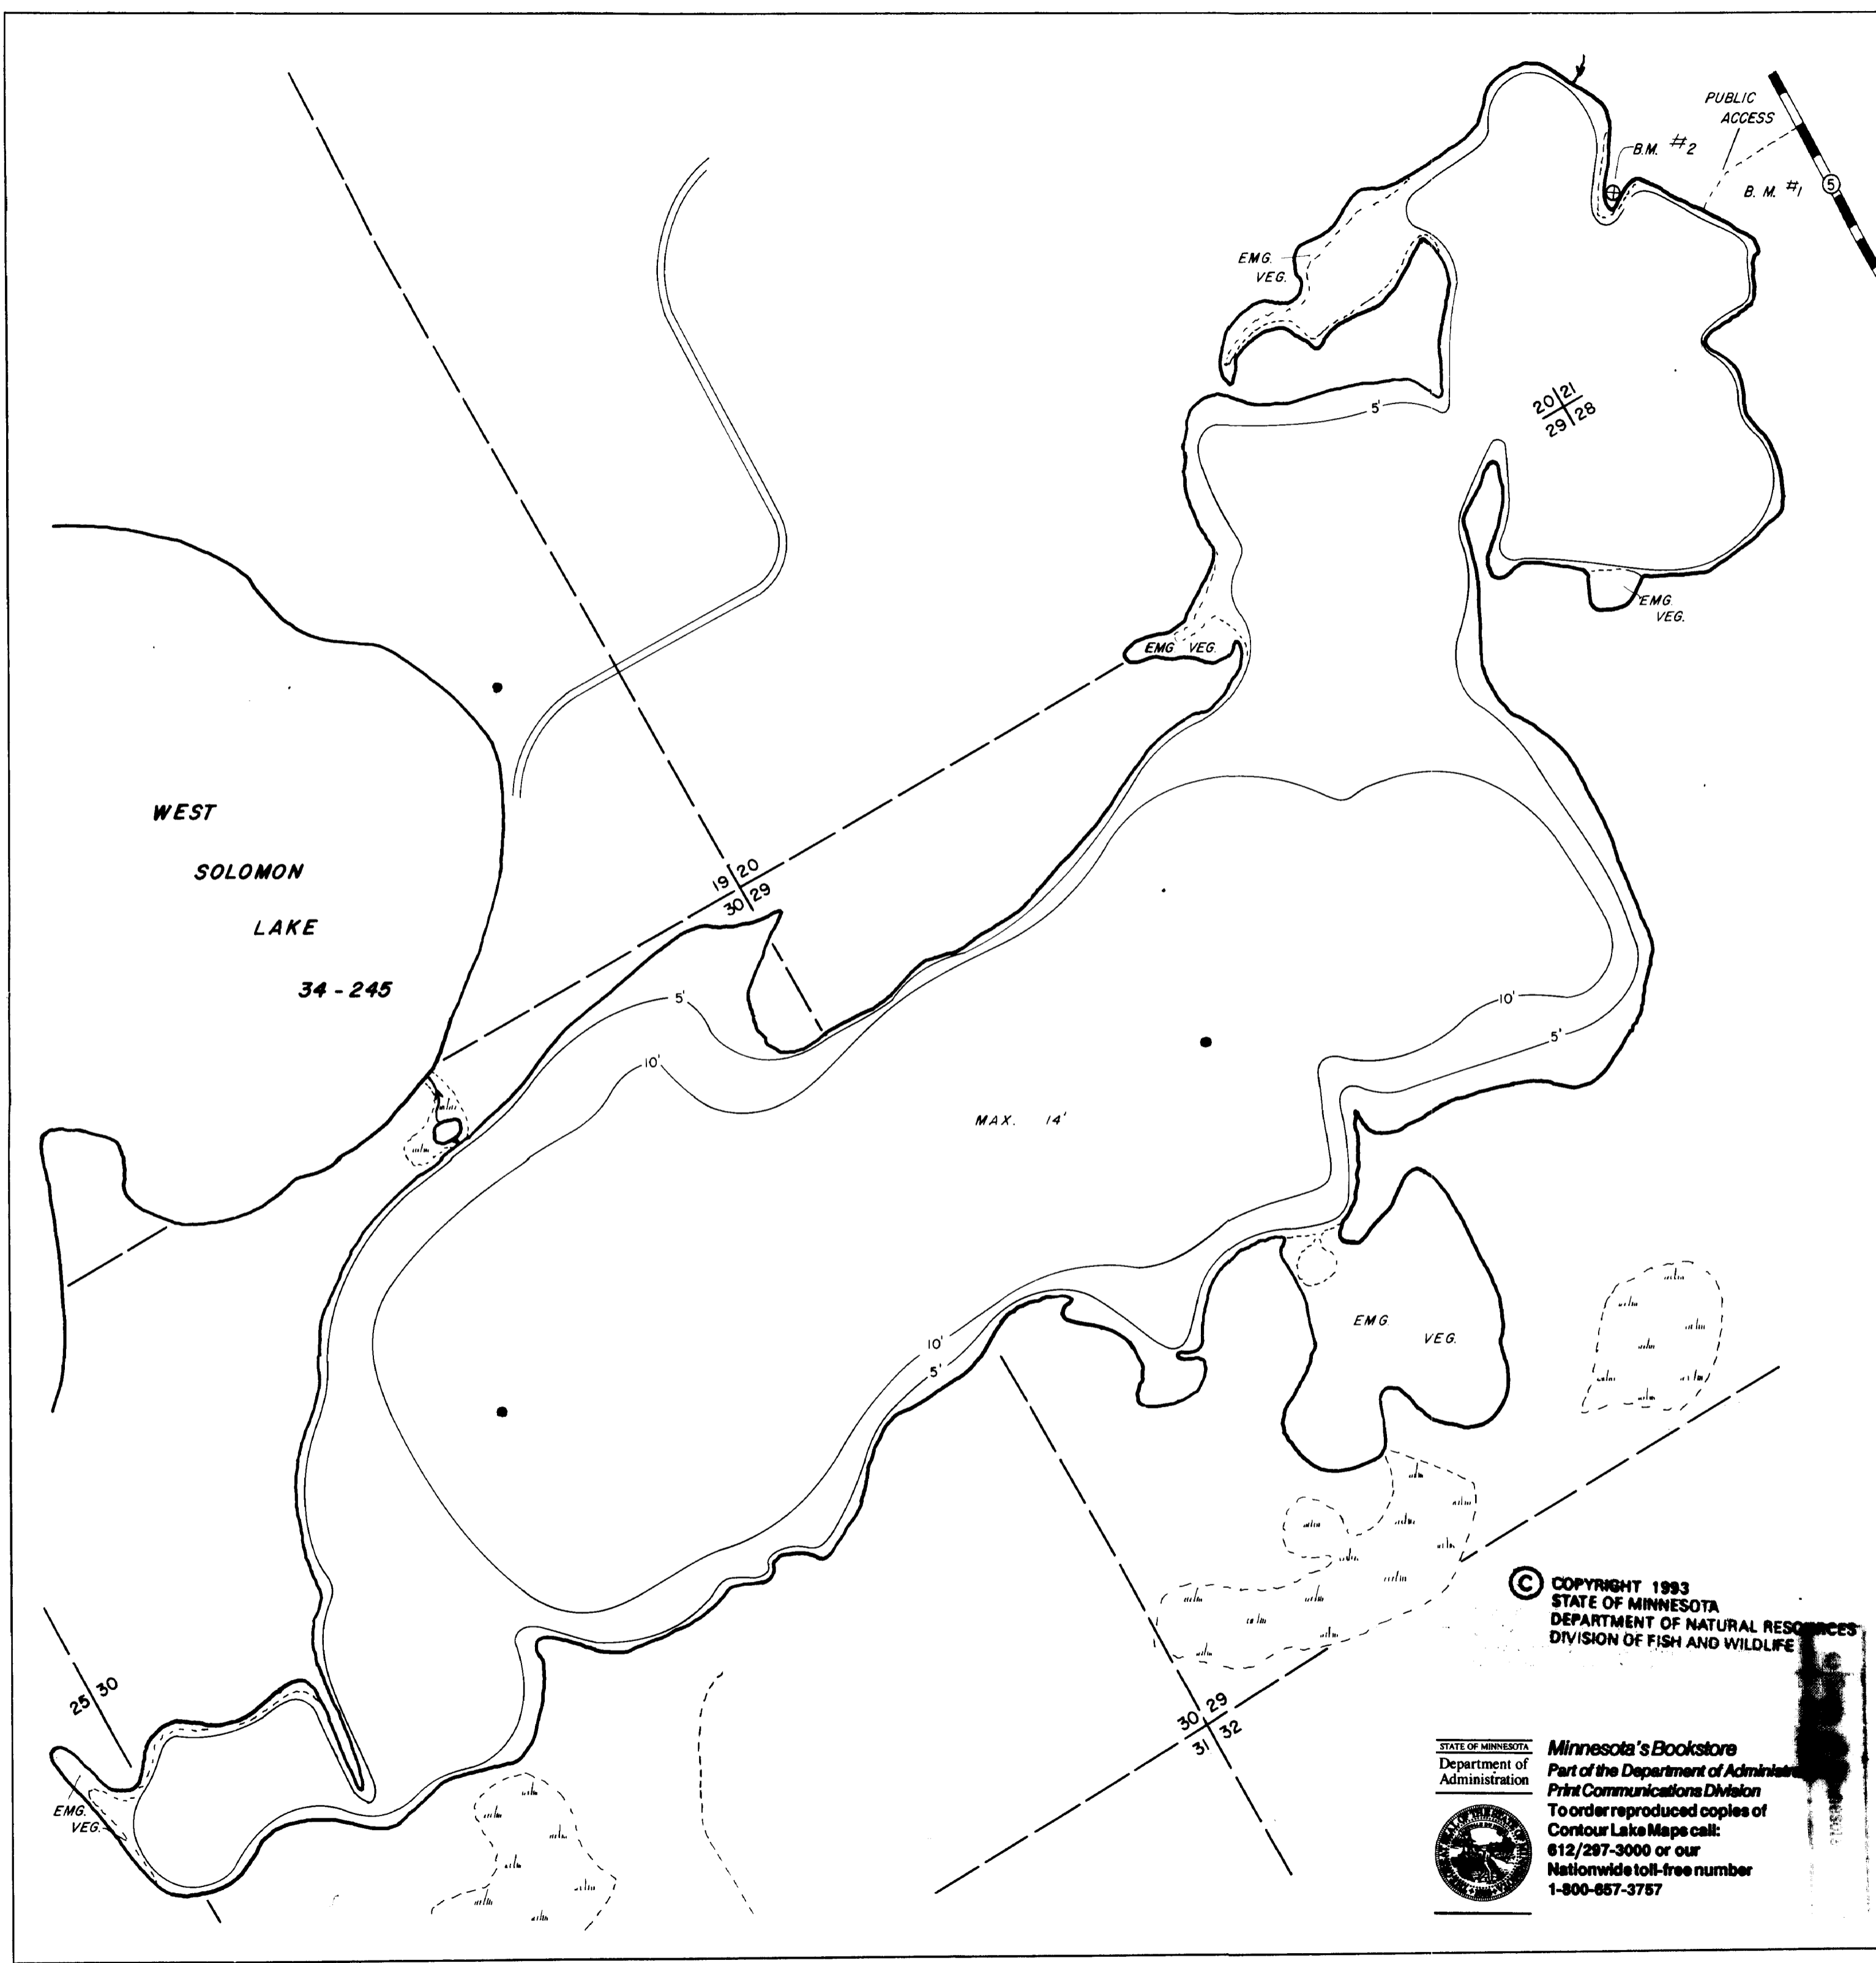 PUBLIC
ACCESS
B.M. #2
B. M. #1
5
EMG.
VEG.
5'
20 21
29 28
EMG.
VEG.
EMG VEG.
WEST
SOLOMON
LAKE
34 - 245
19 20
30 29
5'
10'
10'
5'
MAX. 14'
EMG.
VEG.
10'
5'
COPYRIGHT 1993
STATE OF MINNESOTA
DEPARTMENT OF NATURAL RESOURCES
DIVISION OF FISH AND WILDLIFE
25 30
30 29
31 32
EMG.
VEG.
STATE OF MINNESOTA
Department of
Administration
Minnesota's Bookstore
Part of the Department of Administra
Print Communications Division
To order reproduced copies of
Contour Lake Maps call:
612/297-3000 or our
Nationwide toll-free number
1-800-657-3757